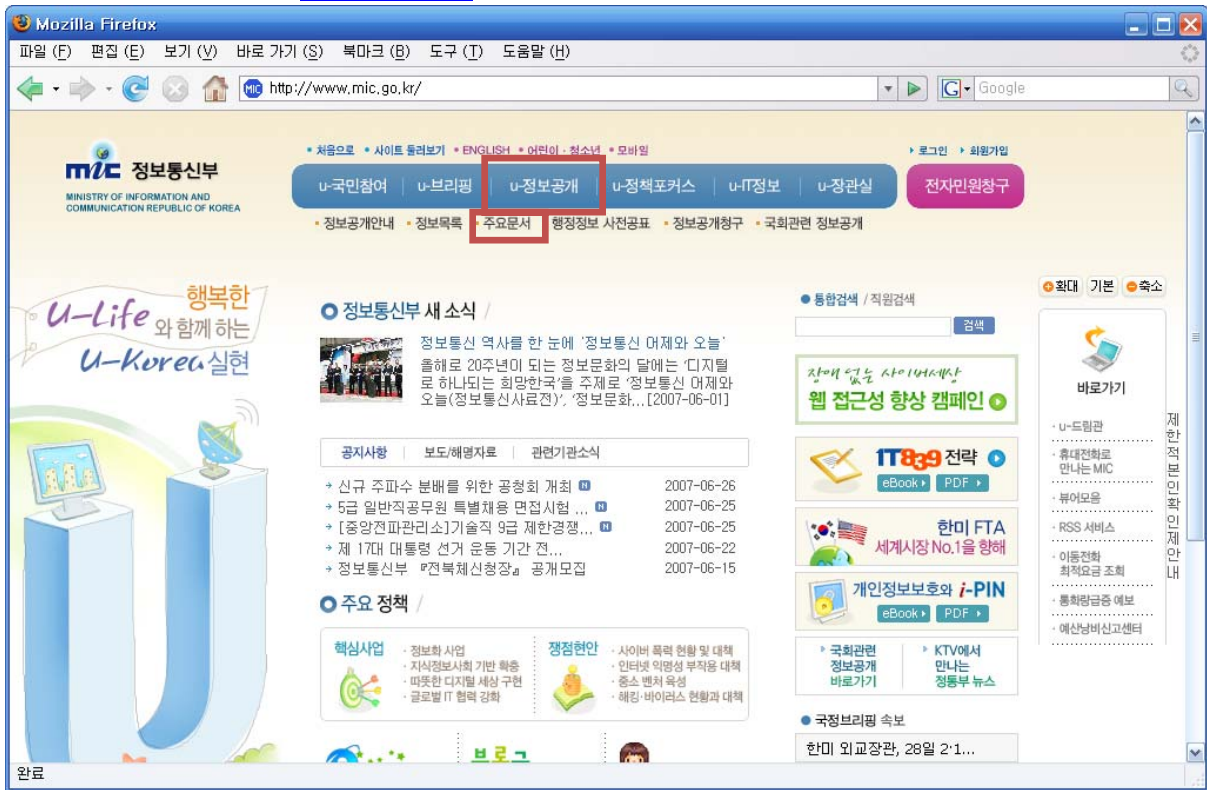 Mozilla Firefox
파일 (F) 편집 (E) 보기 (V) 바로 가기 (S) 북마크 (B) 도구 (T) 도움말 (H)
MIC http://www.mic.go.kr/
G Google
처음으로 사이트 둘러보기 ENGLISH 어린이·청소년 모바일
로그인 회원가입
mic 정보통신부
MINISTRY OF INFORMATION AND
COMMUNICATION REPUBLIC OF KOREA
u-국민참여 u-브리핑 u-정보공개 u-정책포커스 u-IT정보 u-장관실 전자민원창구
정보공개안내 정보목록 주요문서 행정정보 사전공표 정보공개청구 국회관련 정보공개
U-Life 행복한
와 함께 하는
U-Korea 실현
정보통신부 새 소식 /
정보통신 역사를 한 눈에 '정보통신 어제와 오늘'
올해로 20주년이 되는 정보문화의 달에는 '디지털
로 하나되는 희망한국'을 주제로 '정보통신 어제와
오늘(정보통신사료전)', '정보문화...[2007-06-01]
공지사항 보도/해명자료 관련기관소식
신규 주파수 분배를 위한 공청회 개최 N 2007-06-26
5급 일반직공무원 특별채용 면접시험 ... N 2007-06-25
[중앙전파관리소]기술직 9급 제한경쟁... N 2007-06-25
제 17대 대통령 선거 운동 기간 전... 2007-06-22
정보통신부 『전북체신청장』 공개모집 2007-06-15
주요 정책 /
핵심사업
· 정보화 사업
· 지식정보사회 기반 확충
· 따뜻한 디지털 세상 구현
· 글로벌 IT 협력 강화
쟁점현안
· 사이버 폭력 현황 및 대책
· 인터넷 익명성 부작용 대책
· 중소 벤처 육성
· 해킹·바이러스 현황과 대책
브로그
통합검색 / 직원검색
검색
장애 없는 사이버세상
웹 접근성 향상 캠페인
IT839 전략
eBook PDF
한미 FTA
세계시장 No.1을 향해
개인정보보호와 i-PIN
eBook PDF
국회관련
정보공개
바로가기
KTV에서
만나는
정통부 뉴스
국정브리핑 속보
한미 외교장관, 28일 2·1...
확대 기본 축소
바로가기
· u-드림관
· 휴대전화로
만나는 MIC
· 뷰어모음
· RSS 서비스
· 이동전화
최적요금 조회
· 통화량급증 예보
· 예산낭비신고센터
제한적본인확인제안내
완료